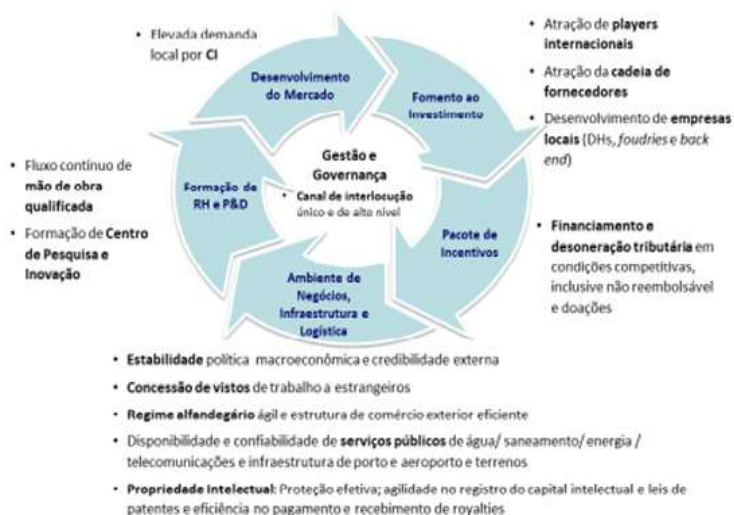 • Elevada demanda
local por CI
Desenvolvimento
do Mercado
Fomento ao
Investimento
• Atração de players
internacionais
• Atração da cadeia de
fornecedores
• Desenvolvimento de empresas
locais (DHs, foudries e back
end)
Gestão e
Governança
• Canal de interlocução
único e de alto nível
Formação de
RH e P&D
• Fluxo contínuo de
mão de obra
qualificada
• Formação de Centro
de Pesquisa e
Inovação
Pacote de
Incentivos
• Financiamento e
desoneração tributária em
condições competitivas,
inclusive não reembolsável
e doações
Ambiente de
Negócios,
Infraestrutura e
Logística
• Estabilidade política macroeconômica e credibilidade externa
• Concessão de vistos de trabalho a estrangeiros
• Regime alfandegário ágil e estrutura de comércio exterior eficiente
• Disponibilidade e confiabilidade de serviços públicos de água/ saneamento/ energia /
telecomunicações e infraestrutura de porto e aeroporto e terrenos
• Propriedade Intelectual: Proteção efetiva; agilidade no registro do capital intelectual e leis de
patentes e eficiência no pagamento e recebimento de royalties